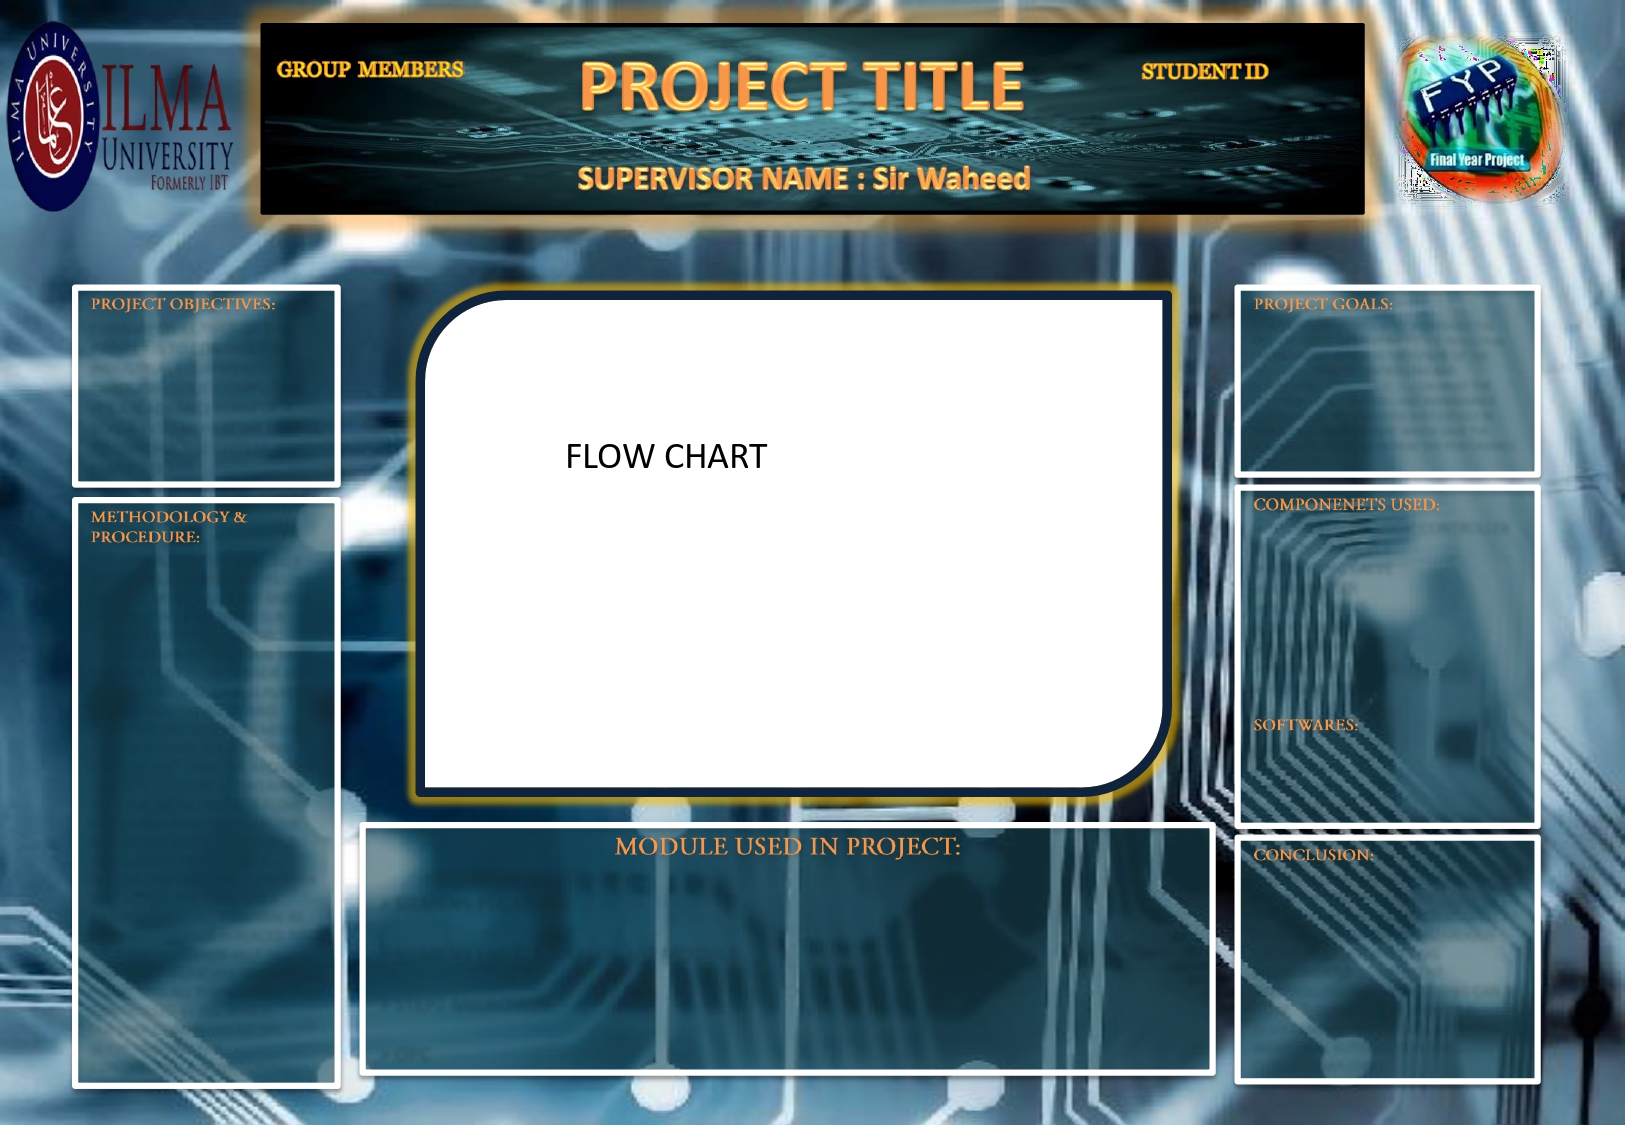 ILMA UNIVERSITY
ILMA
UNIVERSITY
FORMERLY IBT
GROUP MEMBERS
PROJECT TITLE
STUDENT ID
SUPERVISOR NAME : Sir Waheed
FYP
Final Year Project
PROJECT OBJECTIVES:
METHODOLOGY &
PROCEDURE:
FLOW CHART
MODULE USED IN PROJECT:
PROJECT GOALS:
COMPONENETS USED:
SOFTWARES:
CONCLUSION: